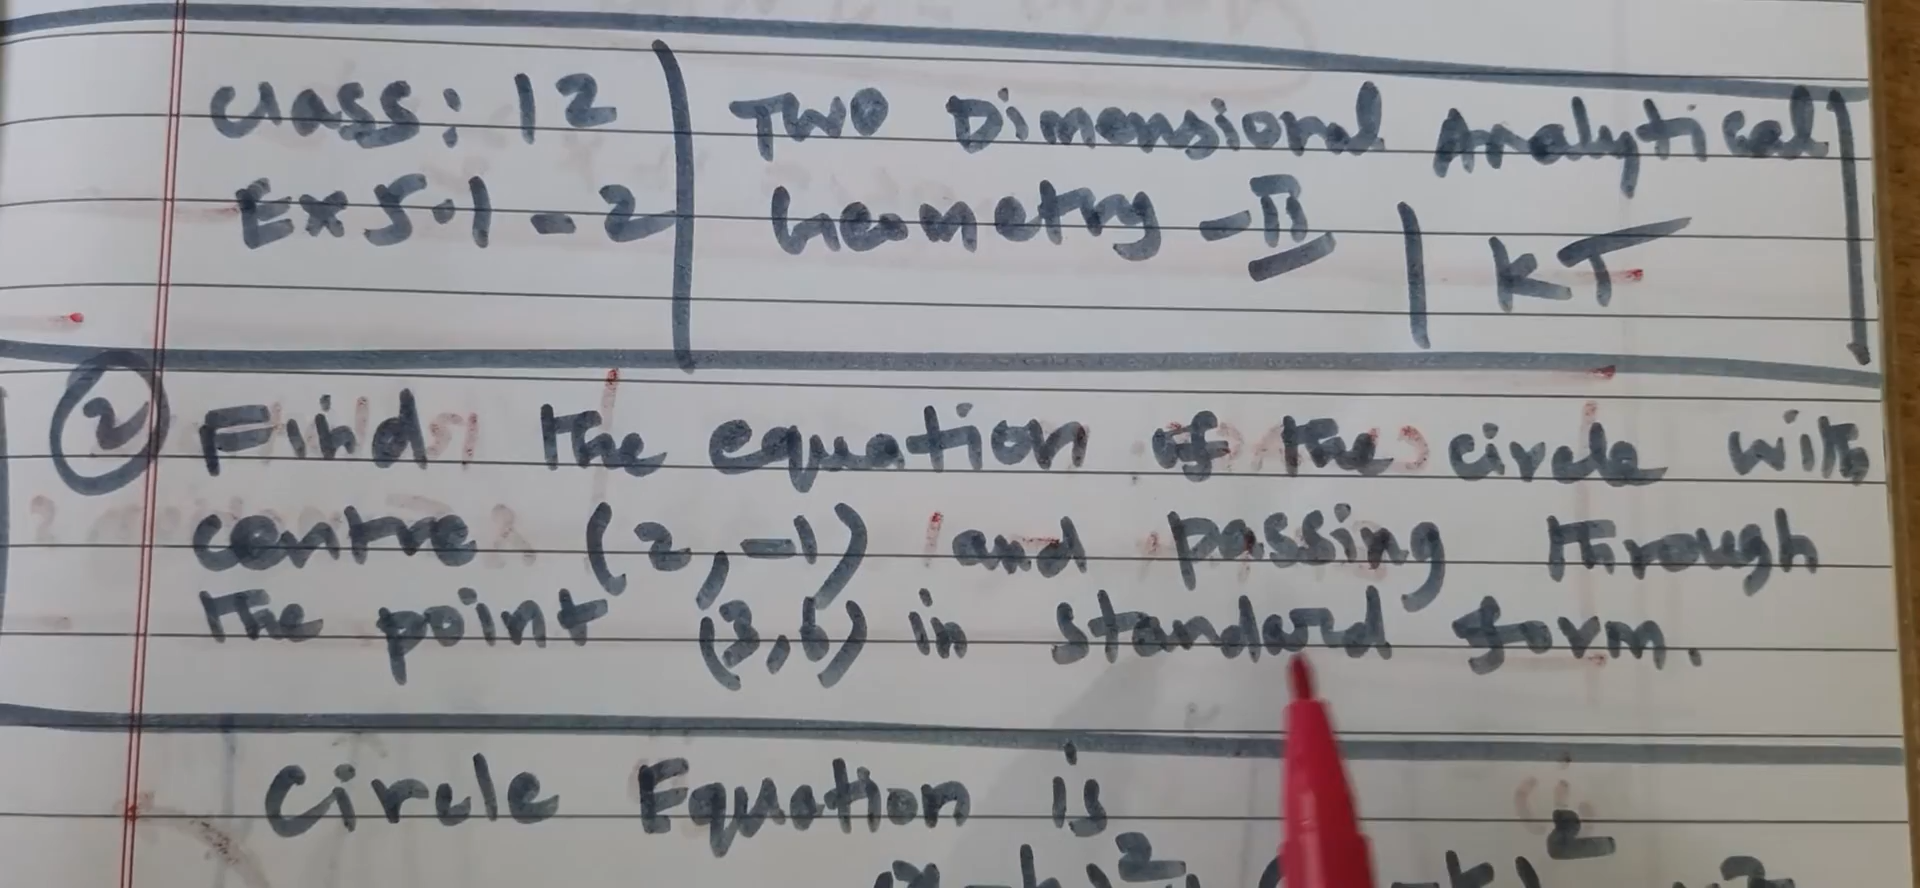 Class: 12
Ex 5.1 - 2
Two Dimensional Analytical
Geometry - II
KT
2 Find the equation of the circle with
centre (2,-1) and passing through
the point (3,6) in standard form.
Circle Equation is